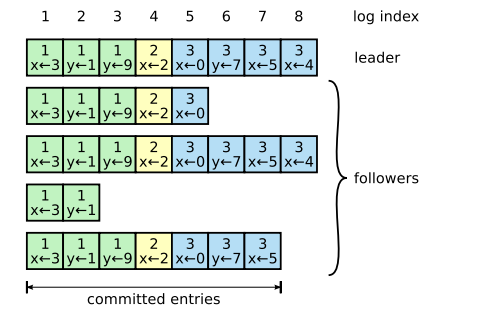 1 2 3 4 5 6 7 8 log index
1 1 1 2 3 3 3 3
x←3 y←1 y←9 x←2 x←0 y←7 x←5 x←4
leader
1 1 1 2 3
x←3 y←1 y←9 x←2 x←0
1 1 1 2 3 3 3 3
x←3 y←1 y←9 x←2 x←0 y←7 x←5 x←4
followers
1 1
x←3 y←1
1 1 1 2 3 3 3
x←3 y←1 y←9 x←2 x←0 y←7 x←5
committed entries